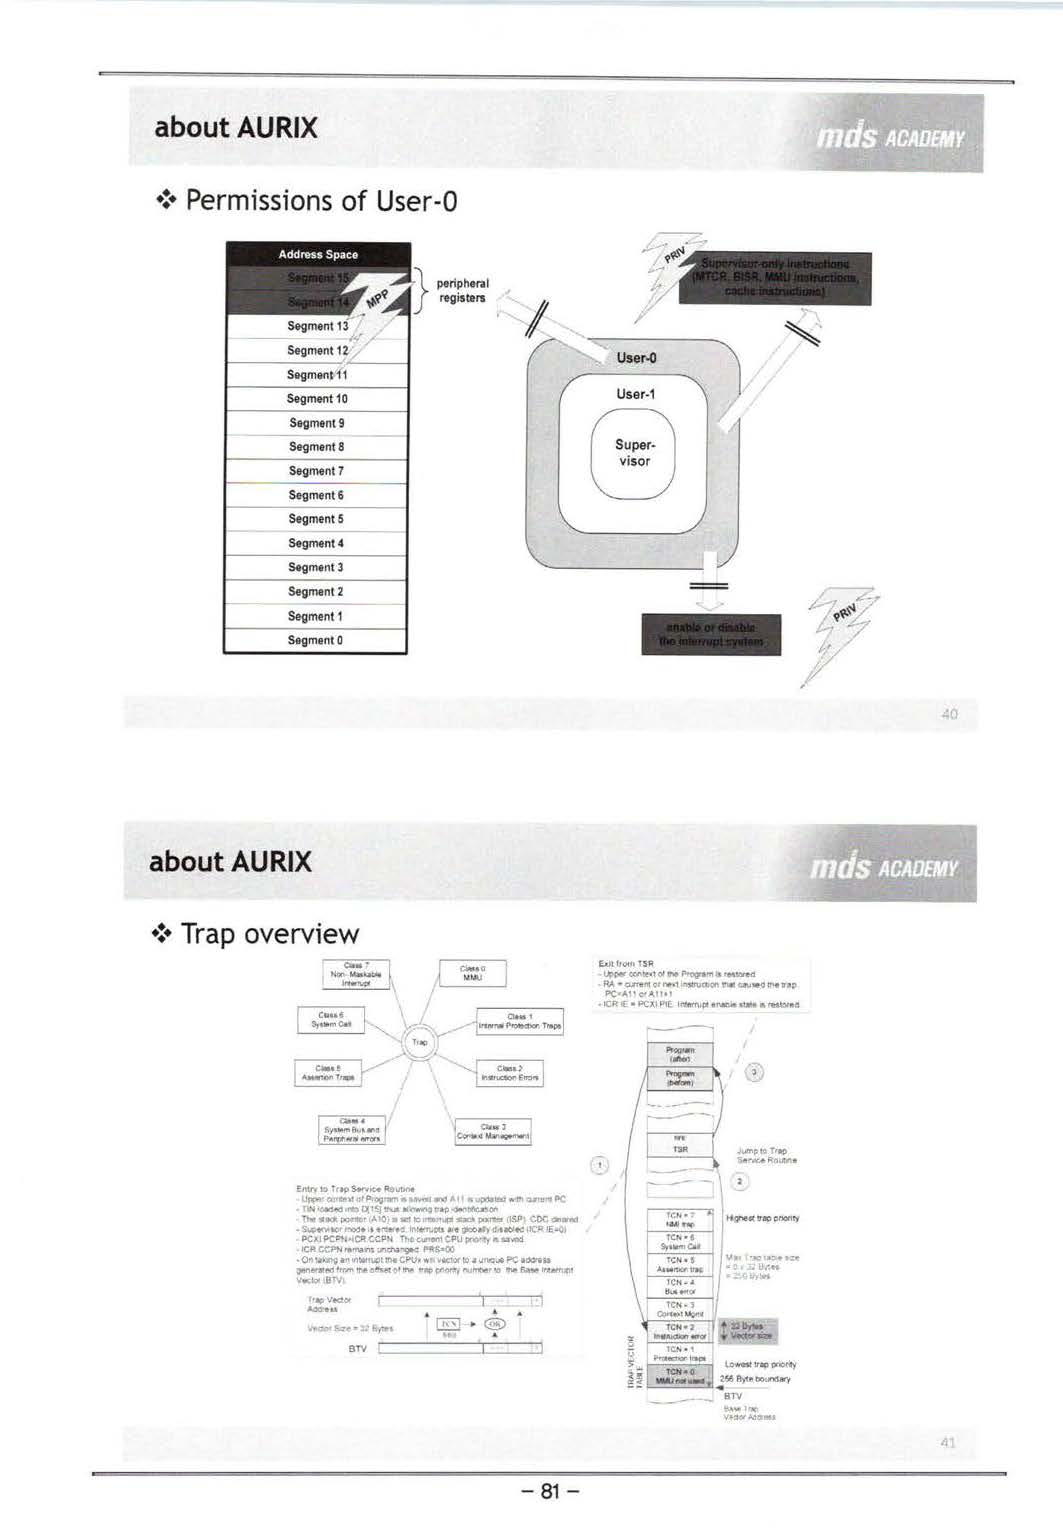 about AURIX
mds ACADEMY
Permissions of User-0
Address Space
Segment 15
Segment 14
MPP
Segment 13
Segment 12
Segment 11
Segment 10
Segment 9
Segment 8
Segment 7
Segment 6
Segment 5
Segment 4
Segment 3
Segment 2
Segment 1
Segment 0
peripheral
registers
PRIV
Supervisor-only instructions
(MTCR, BISR, MMU instructions,
cache instructions)
User-0
User-1
Super-
visor
enable or disable
the interrupt system
PRIV
40
about AURIX
mds ACADEMY
Trap overview
Class 7
Non-Maskable
Interrupt
Class 0
MMU
Class 6
System Call
Class 1
Internal Protection Traps
Trap
Class 5
Assertion Traps
Class 2
Instruction Errors
Class 4
System Bus and
Peripheral errors
Class 3
Context Management
Entry to Trap Service Routine
- Upper context of Program is saved and A11 is updated with current PC
- TIN loaded into D[15] thus allowing trap identification
- The stack pointer (A10) is set to interrupt stack pointer (ISP) CDC cleared
- Supervisor mode is entered. Interrupts are globally disabled (ICR.IE=0)
- PCXI.PCPN=ICR.CCPN The current CPU priority is saved
- ICR.CCPN remains unchanged PRS=00
- On taking an interrupt the CPUx will vector to a unique PC address
generated from the offset of the trap priority number to the Base Interrupt
Vector (BTV).
Trap Vector
Address
Vector Size = 32 Bytes
TCN
OR
BTV
Exit from TSR
- Upper context of the Program is restored
- RA = current or next instruction that caused the trap
PC=A11 or A11+1
- ICR.IE = PCXI.PIE Interrupt enable state is restored
Program
(after)
Program
(before)
3
RFE
TSR
Jump to Trap
Service Routine
1
2
TCN = 7
NMI trap
Highest trap priority
TCN = 6
System Call
TCN = 5
Assertion trap
Max Trap table size
= 8 x 32 Bytes
= 256 Bytes
TCN = 4
Bus error
TCN = 3
Context Mgmt
TCN = 2
Instruction error
32 Bytes
Vector size
TCN = 1
Protection traps
Lowest trap priority
TCN = 0
MMU not used
256 Byte boundary
BTV
Base Trap
Vector Address
TRAP VECTOR
TABLE
41
- 81 -